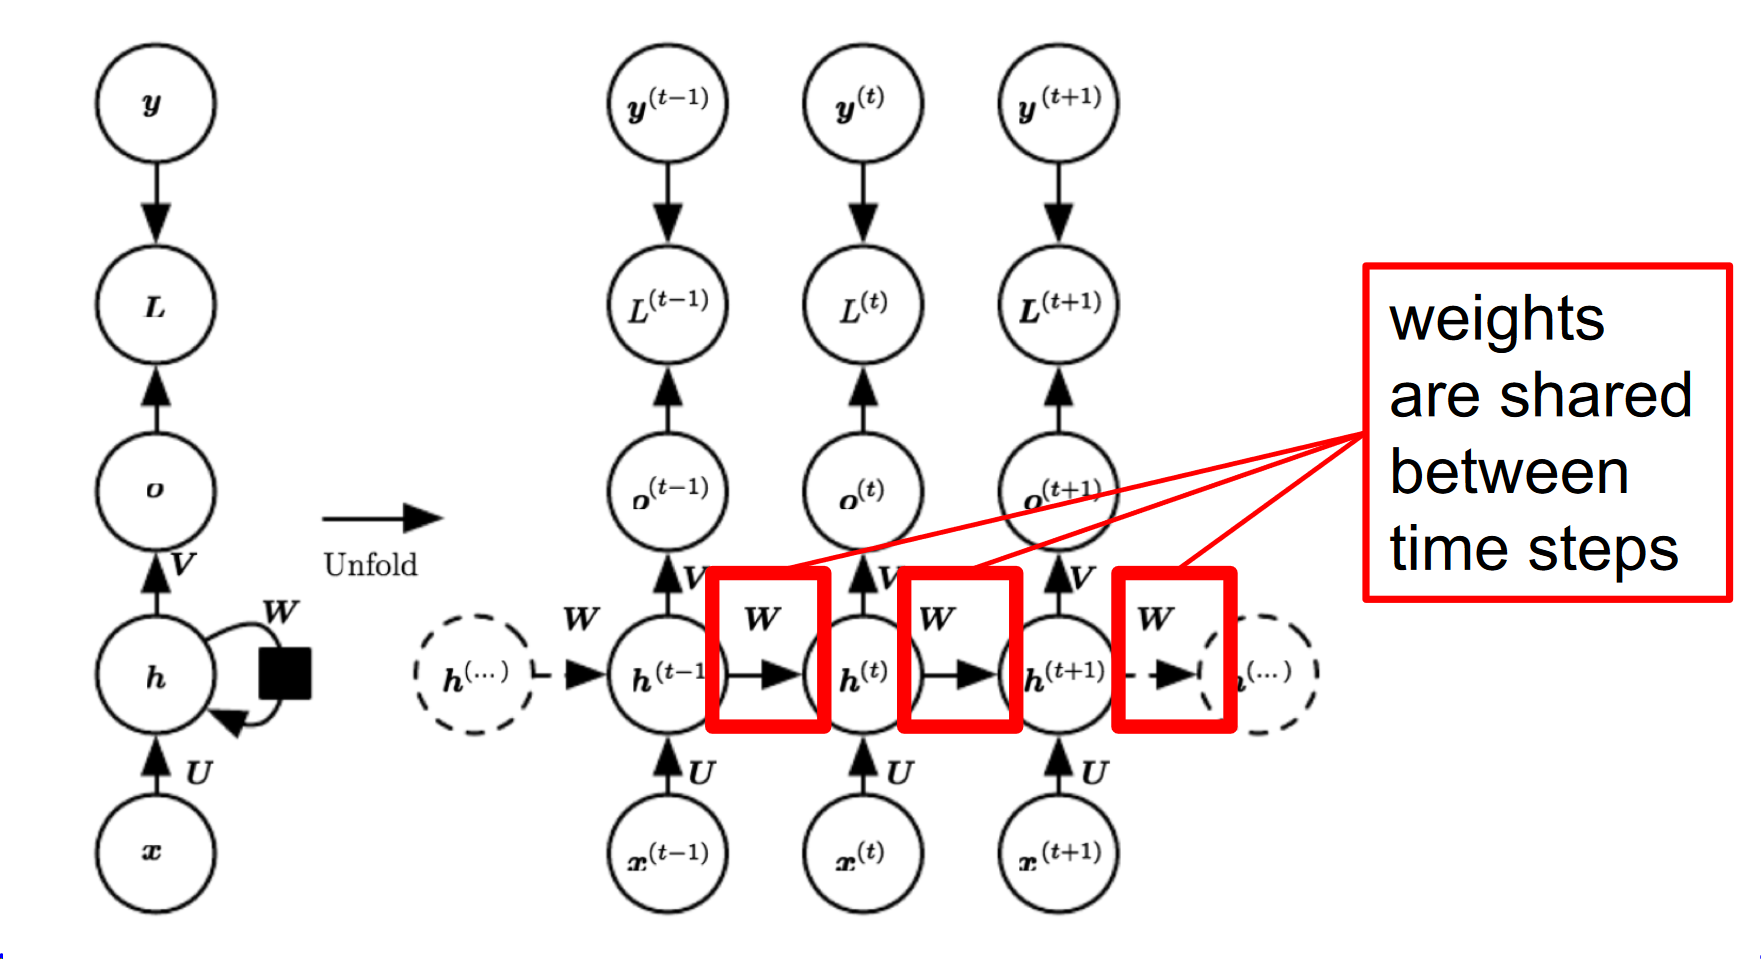 y
y(t−1)
y(t)
y(t+1)
L
L(t−1)
L(t)
L(t+1)
weights
are shared
between
time steps
o
o(t−1)
o(t)
o(t+1)
Unfold
V
V
V
V
W
W
W
W
W
h
h(...)
h(t−1
h(t)
h(t+1)
(...)
U
U
U
U
x
x(t−1)
x(t)
x(t+1)